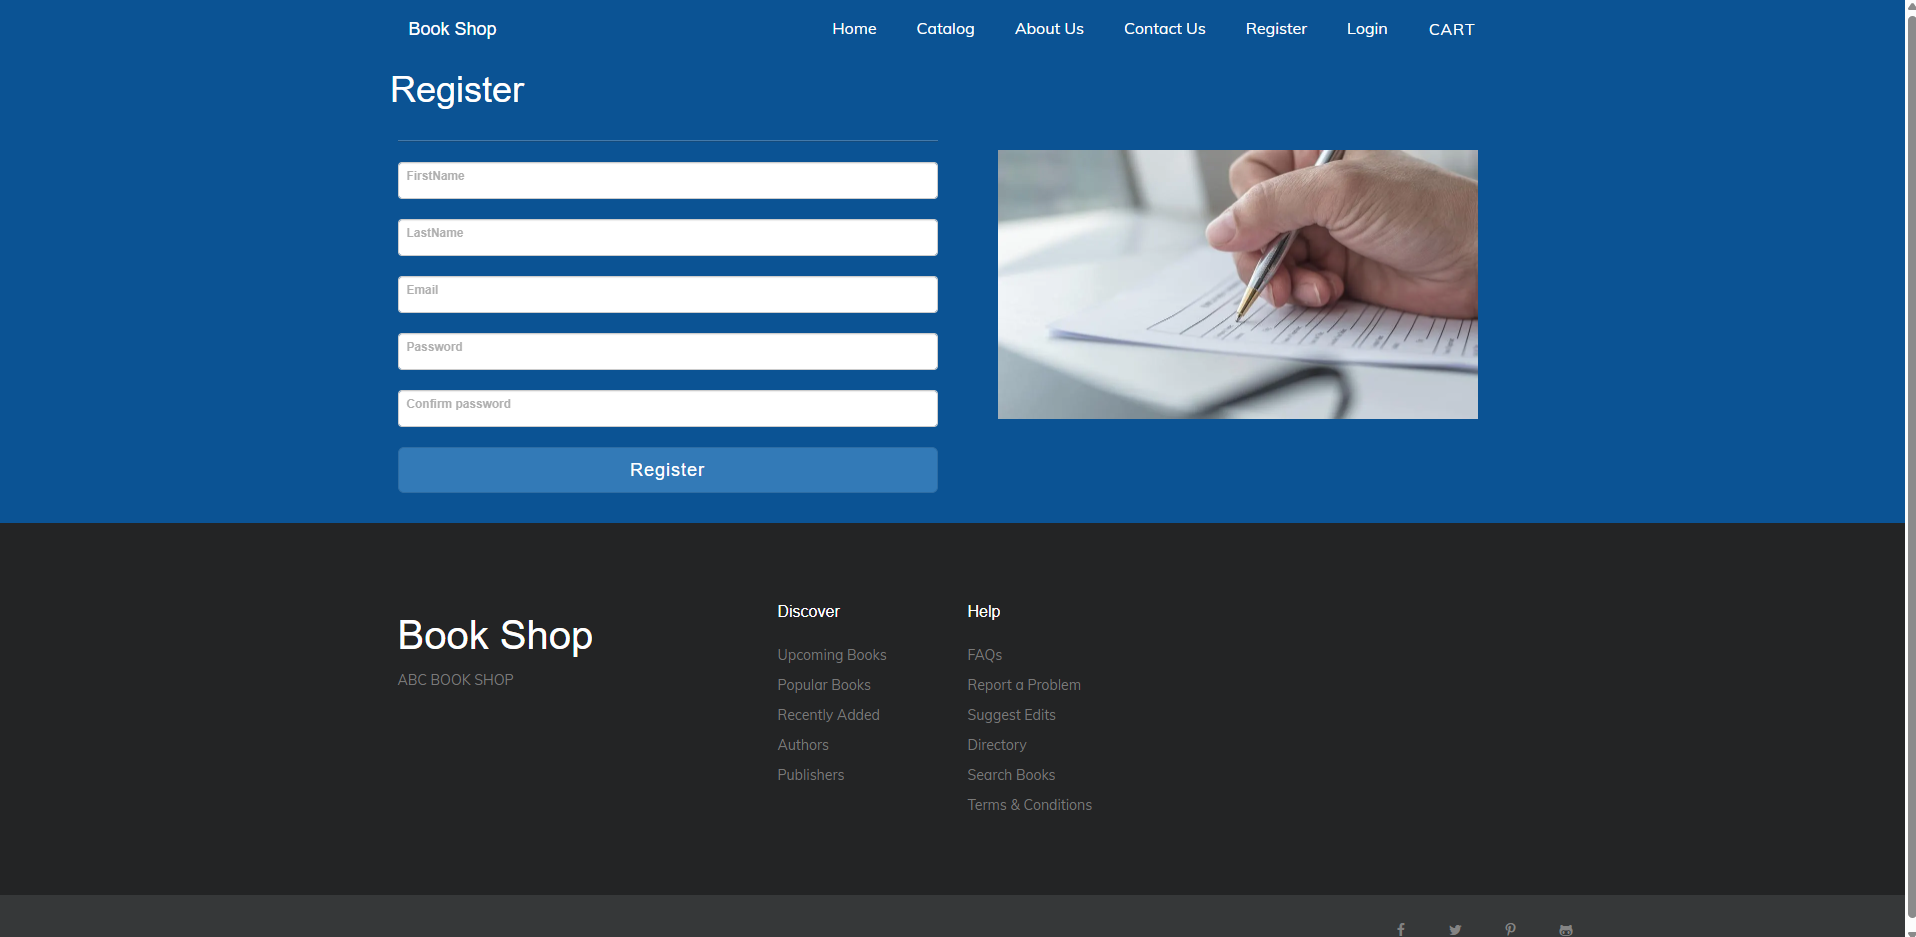 Book Shop
Home
Catalog
About Us
Contact Us
Register
Login
CART
Register
FirstName
LastName
Email
Password
Confirm password
Register
Book Shop
ABC BOOK SHOP
Discover
Upcoming Books
Popular Books
Recently Added
Authors
Publishers
Help
FAQs
Report a Problem
Suggest Edits
Directory
Search Books
Terms & Conditions